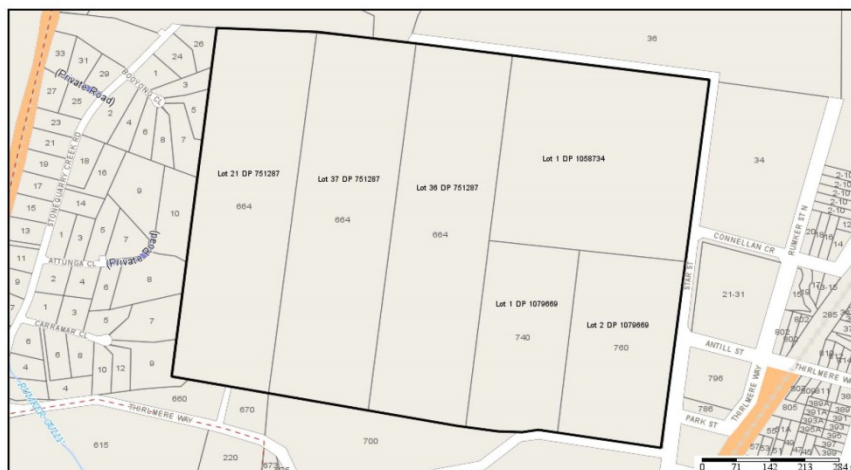 36
26
24
33
31
29
1
3
(Private Road)
BOOYONG CL
27
25
2
5
4
6
8
7
23
21
19
18
16
17
15
14
13
9
10
STONEQUARRY CREEK RD
1
3
5
7
11
9
ATTUNGA CL
(Private Road)
8
2
4
6
1
3
5
7
CARRAMAR CL
6
8
4
4
10
12
9
Lot 21 DP 751287
664
Lot 37 DP 751287
664
Lot 36 DP 751287
664
Lot 1 DP 1058734
Lot 1 DP 1079669
740
Lot 2 DP 1079669
760
34
RUMKER ST N
CONNELLAN CR
STAR ST
21-31
ANTILL ST
THIRLMERE WAY
796
786
THIRLMERE WAY
PARK ST
660
THIRLMERE WAY
670
700
615
220
0 71 142 213 284